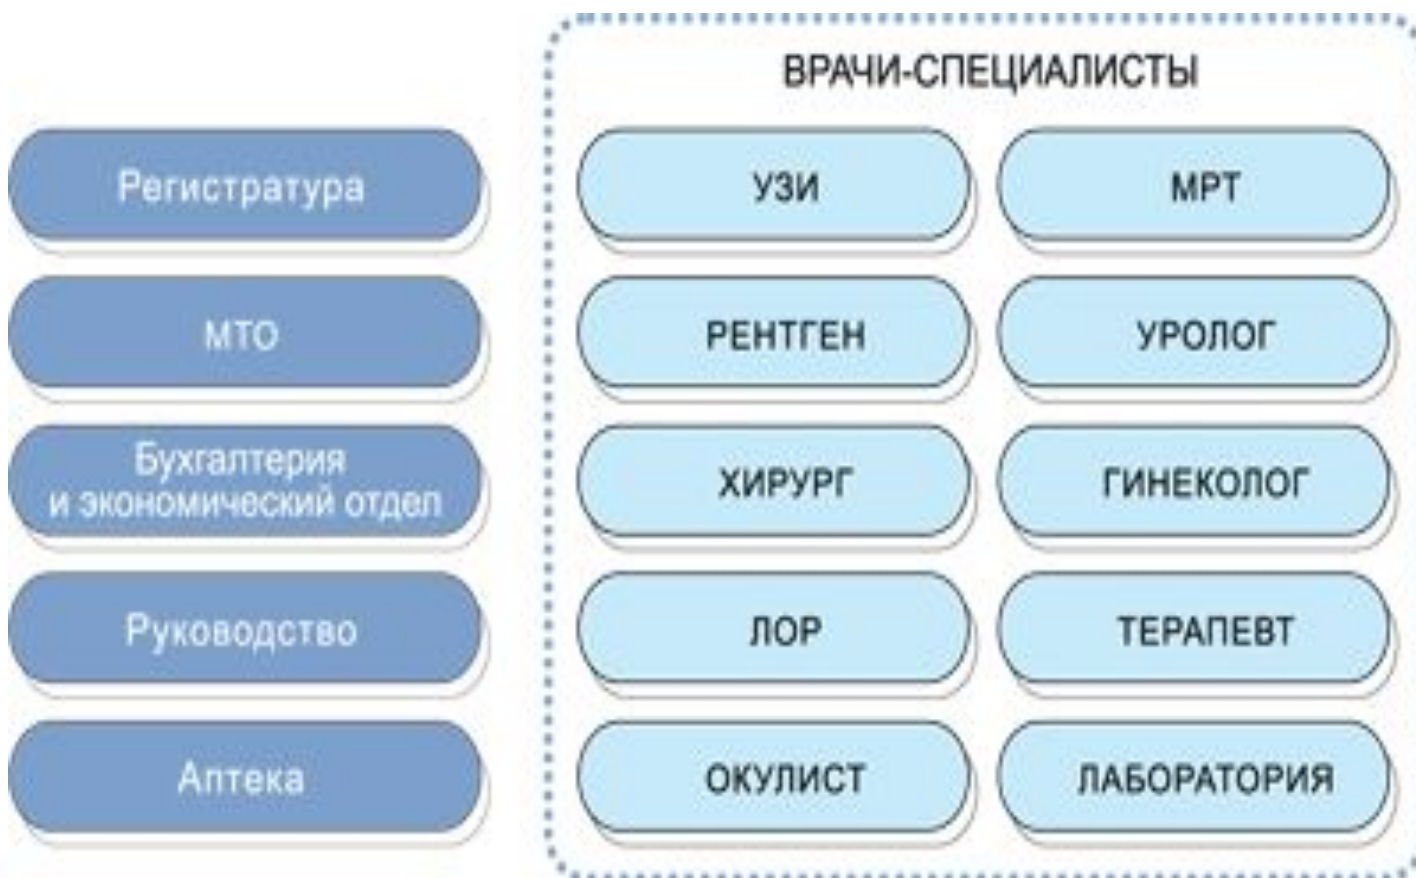 ВРАЧИ-СПЕЦИАЛИСТЫ
Регистратура
МТО
Бухгалтерия
и экономический отдел
Руководство
Аптека
УЗИ
МРТ
РЕНТГЕН
УРОЛОГ
ХИРУРГ
ГИНЕКОЛОГ
ЛОР
ТЕРАПЕВТ
ОКУЛИСТ
ЛАБОРАТОРИЯ